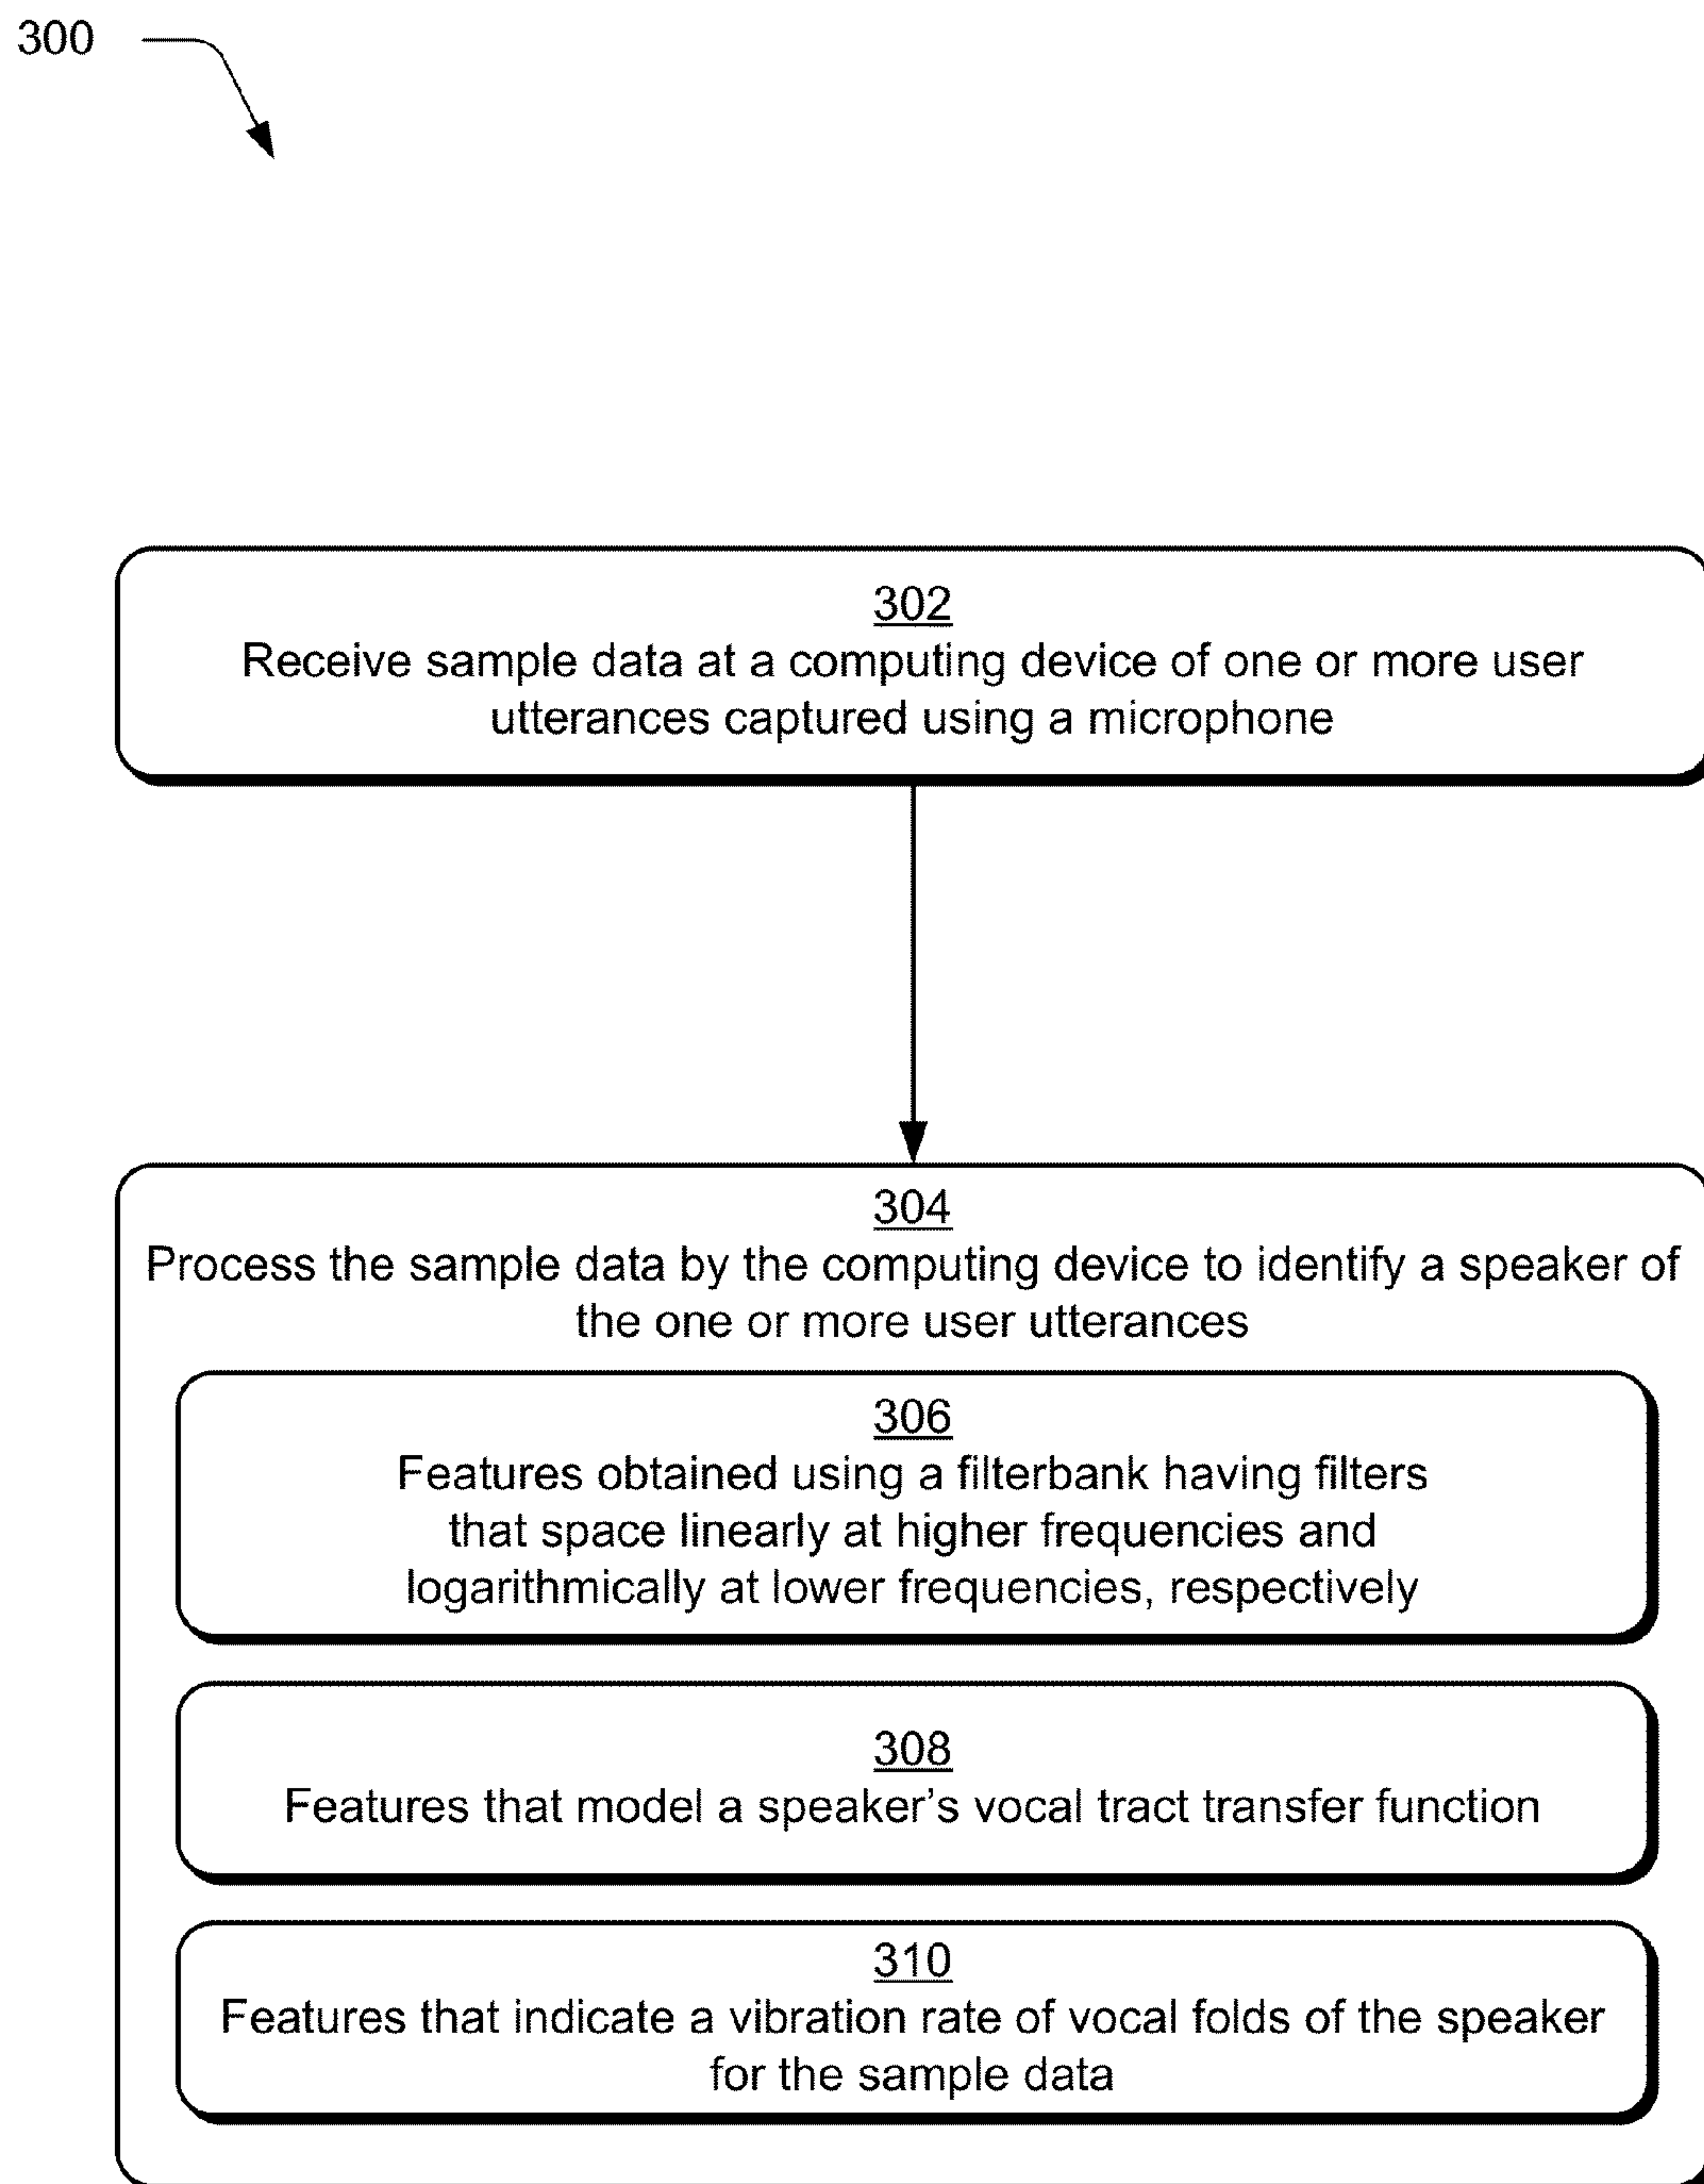 300
302
Receive sample data at a computing device of one or more user
utterances captured using a microphone
304
Process the sample data by the computing device to identify a speaker of
the one or more user utterances
306
Features obtained using a filterbank having filters
that space linearly at higher frequencies and
logarithmically at lower frequencies, respectively
308
Features that model a speaker's vocal tract transfer function
310
Features that indicate a vibration rate of vocal folds of the speaker
for the sample data